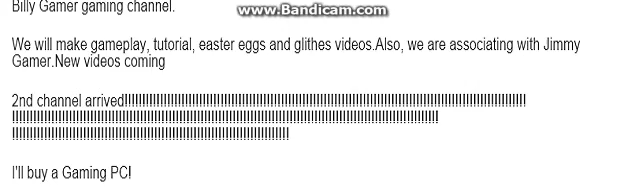 www.Bandicam.com
Billy Gamer gaming channel.
We will make gameplay, tutorial, easter eggs and glithes videos.Also, we are associating with Jimmy
Gamer.New videos coming
2nd channel arrived!!!!!!!!!!!!!!!!!!!!!!!!!!!!!!!!!!!!!!!!!!!!!!!!!!!!!!!!!!!!!!!!!!!!!!!!!!!!!!!!!!!!!!!!!!!!!!!!!!!!!!!!!!!!!!!!!
!!!!!!!!!!!!!!!!!!!!!!!!!!!!!!!!!!!!!!!!!!!!!!!!!!!!!!!!!!!!!!!!!!!!!!!!!!!!!!!!!!!!!!!!!!!!!!!!!!!!!!!!!!!!!!!!!!!!!!!!
!!!!!!!!!!!!!!!!!!!!!!!!!!!!!!!!!!!!!!!!!!!!!!!!!!!!!!!!!!!!!!!!!!!!!!!!!!!!!!
I'll buy a Gaming PC!